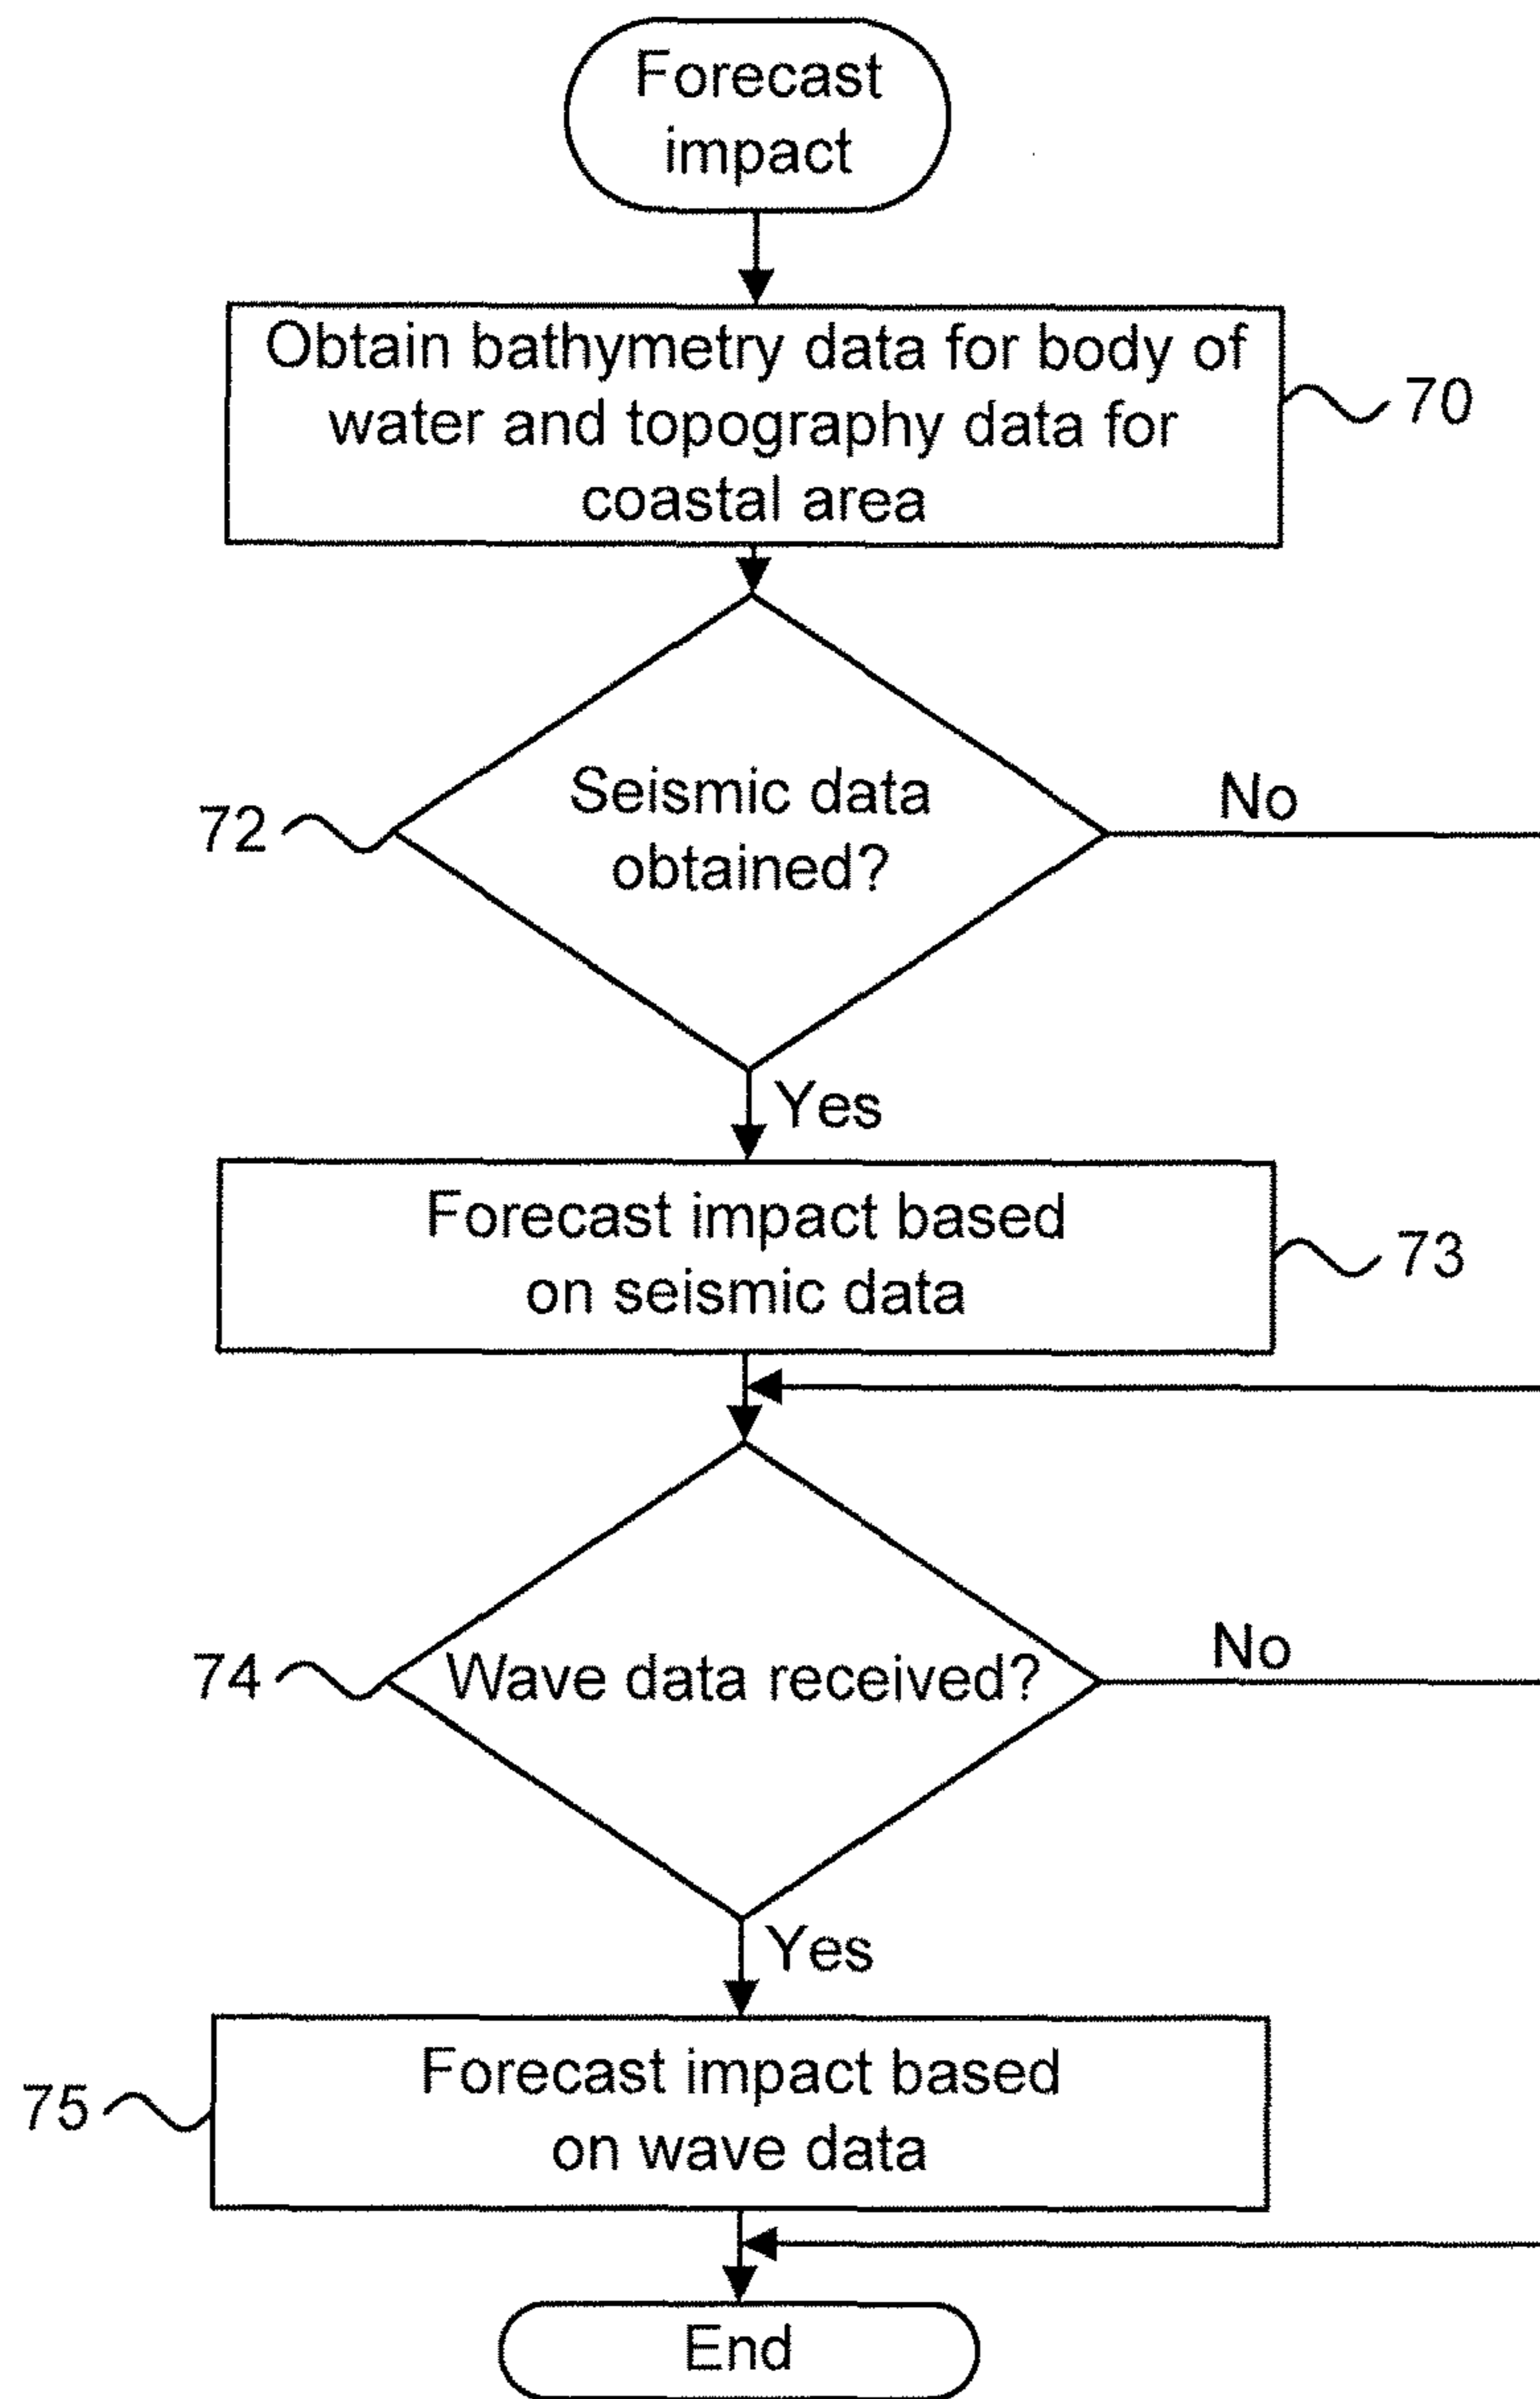 Forecast
impact
Obtain bathymetry data for body of
water and topography data for
coastal area
70
Seismic data
obtained?
72
No
Yes
Forecast impact based
on seismic data
73
Wave data received?
74
No
Yes
Forecast impact based
on wave data
75
End